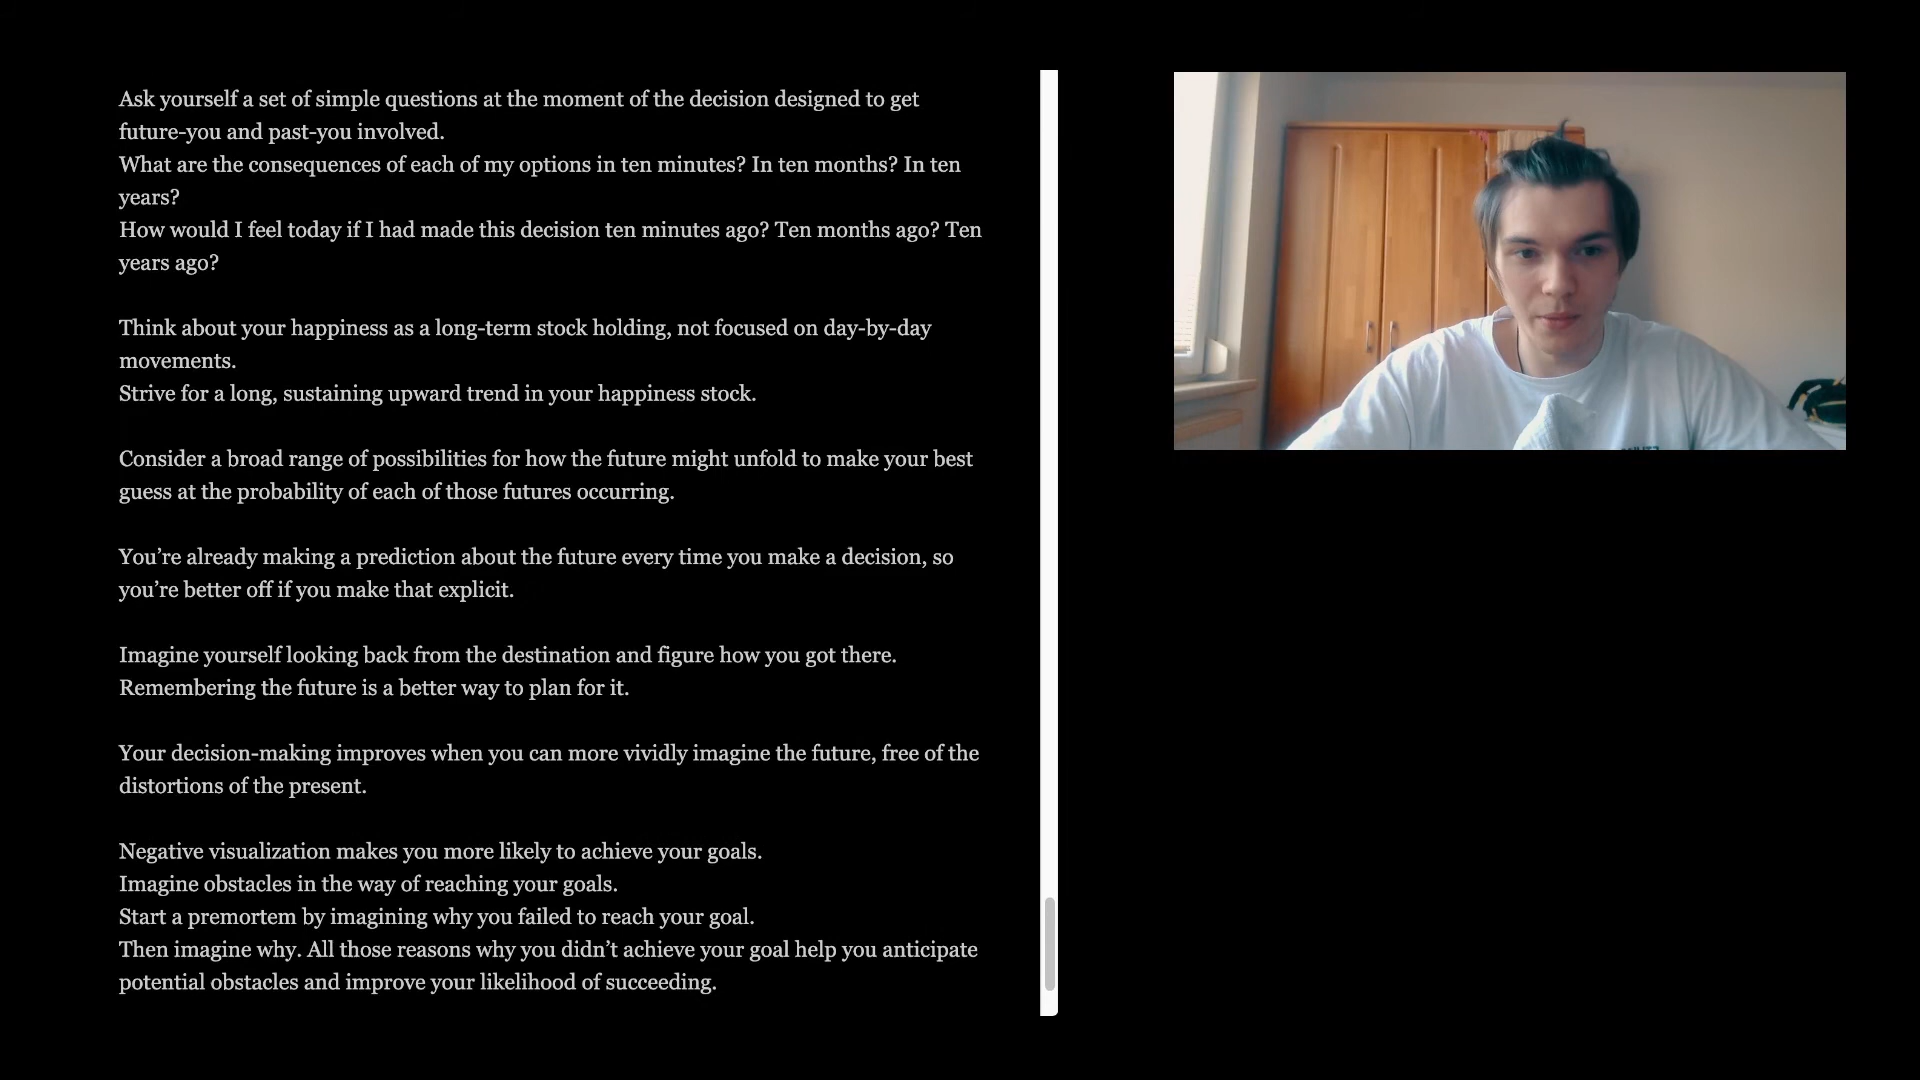 Ask yourself a set of simple questions at the moment of the decision designed to get
future-you and past-you involved.
What are the consequences of each of my options in ten minutes? In ten months? In ten
years?
How would I feel today if I had made this decision ten minutes ago? Ten months ago? Ten
years ago?
Think about your happiness as a long-term stock holding, not focused on day-by-day
movements.
Strive for a long, sustaining upward trend in your happiness stock.
Consider a broad range of possibilities for how the future might unfold to make your best
guess at the probability of each of those futures occurring.
You’re already making a prediction about the future every time you make a decision, so
you’re better off if you make that explicit.
Imagine yourself looking back from the destination and figure how you got there.
Remembering the future is a better way to plan for it.
Your decision-making improves when you can more vividly imagine the future, free of the
distortions of the present.
Negative visualization makes you more likely to achieve your goals.
Imagine obstacles in the way of reaching your goals.
Start a premortem by imagining why you failed to reach your goal.
Then imagine why. All those reasons why you didn’t achieve your goal help you anticipate
potential obstacles and improve your likelihood of succeeding.